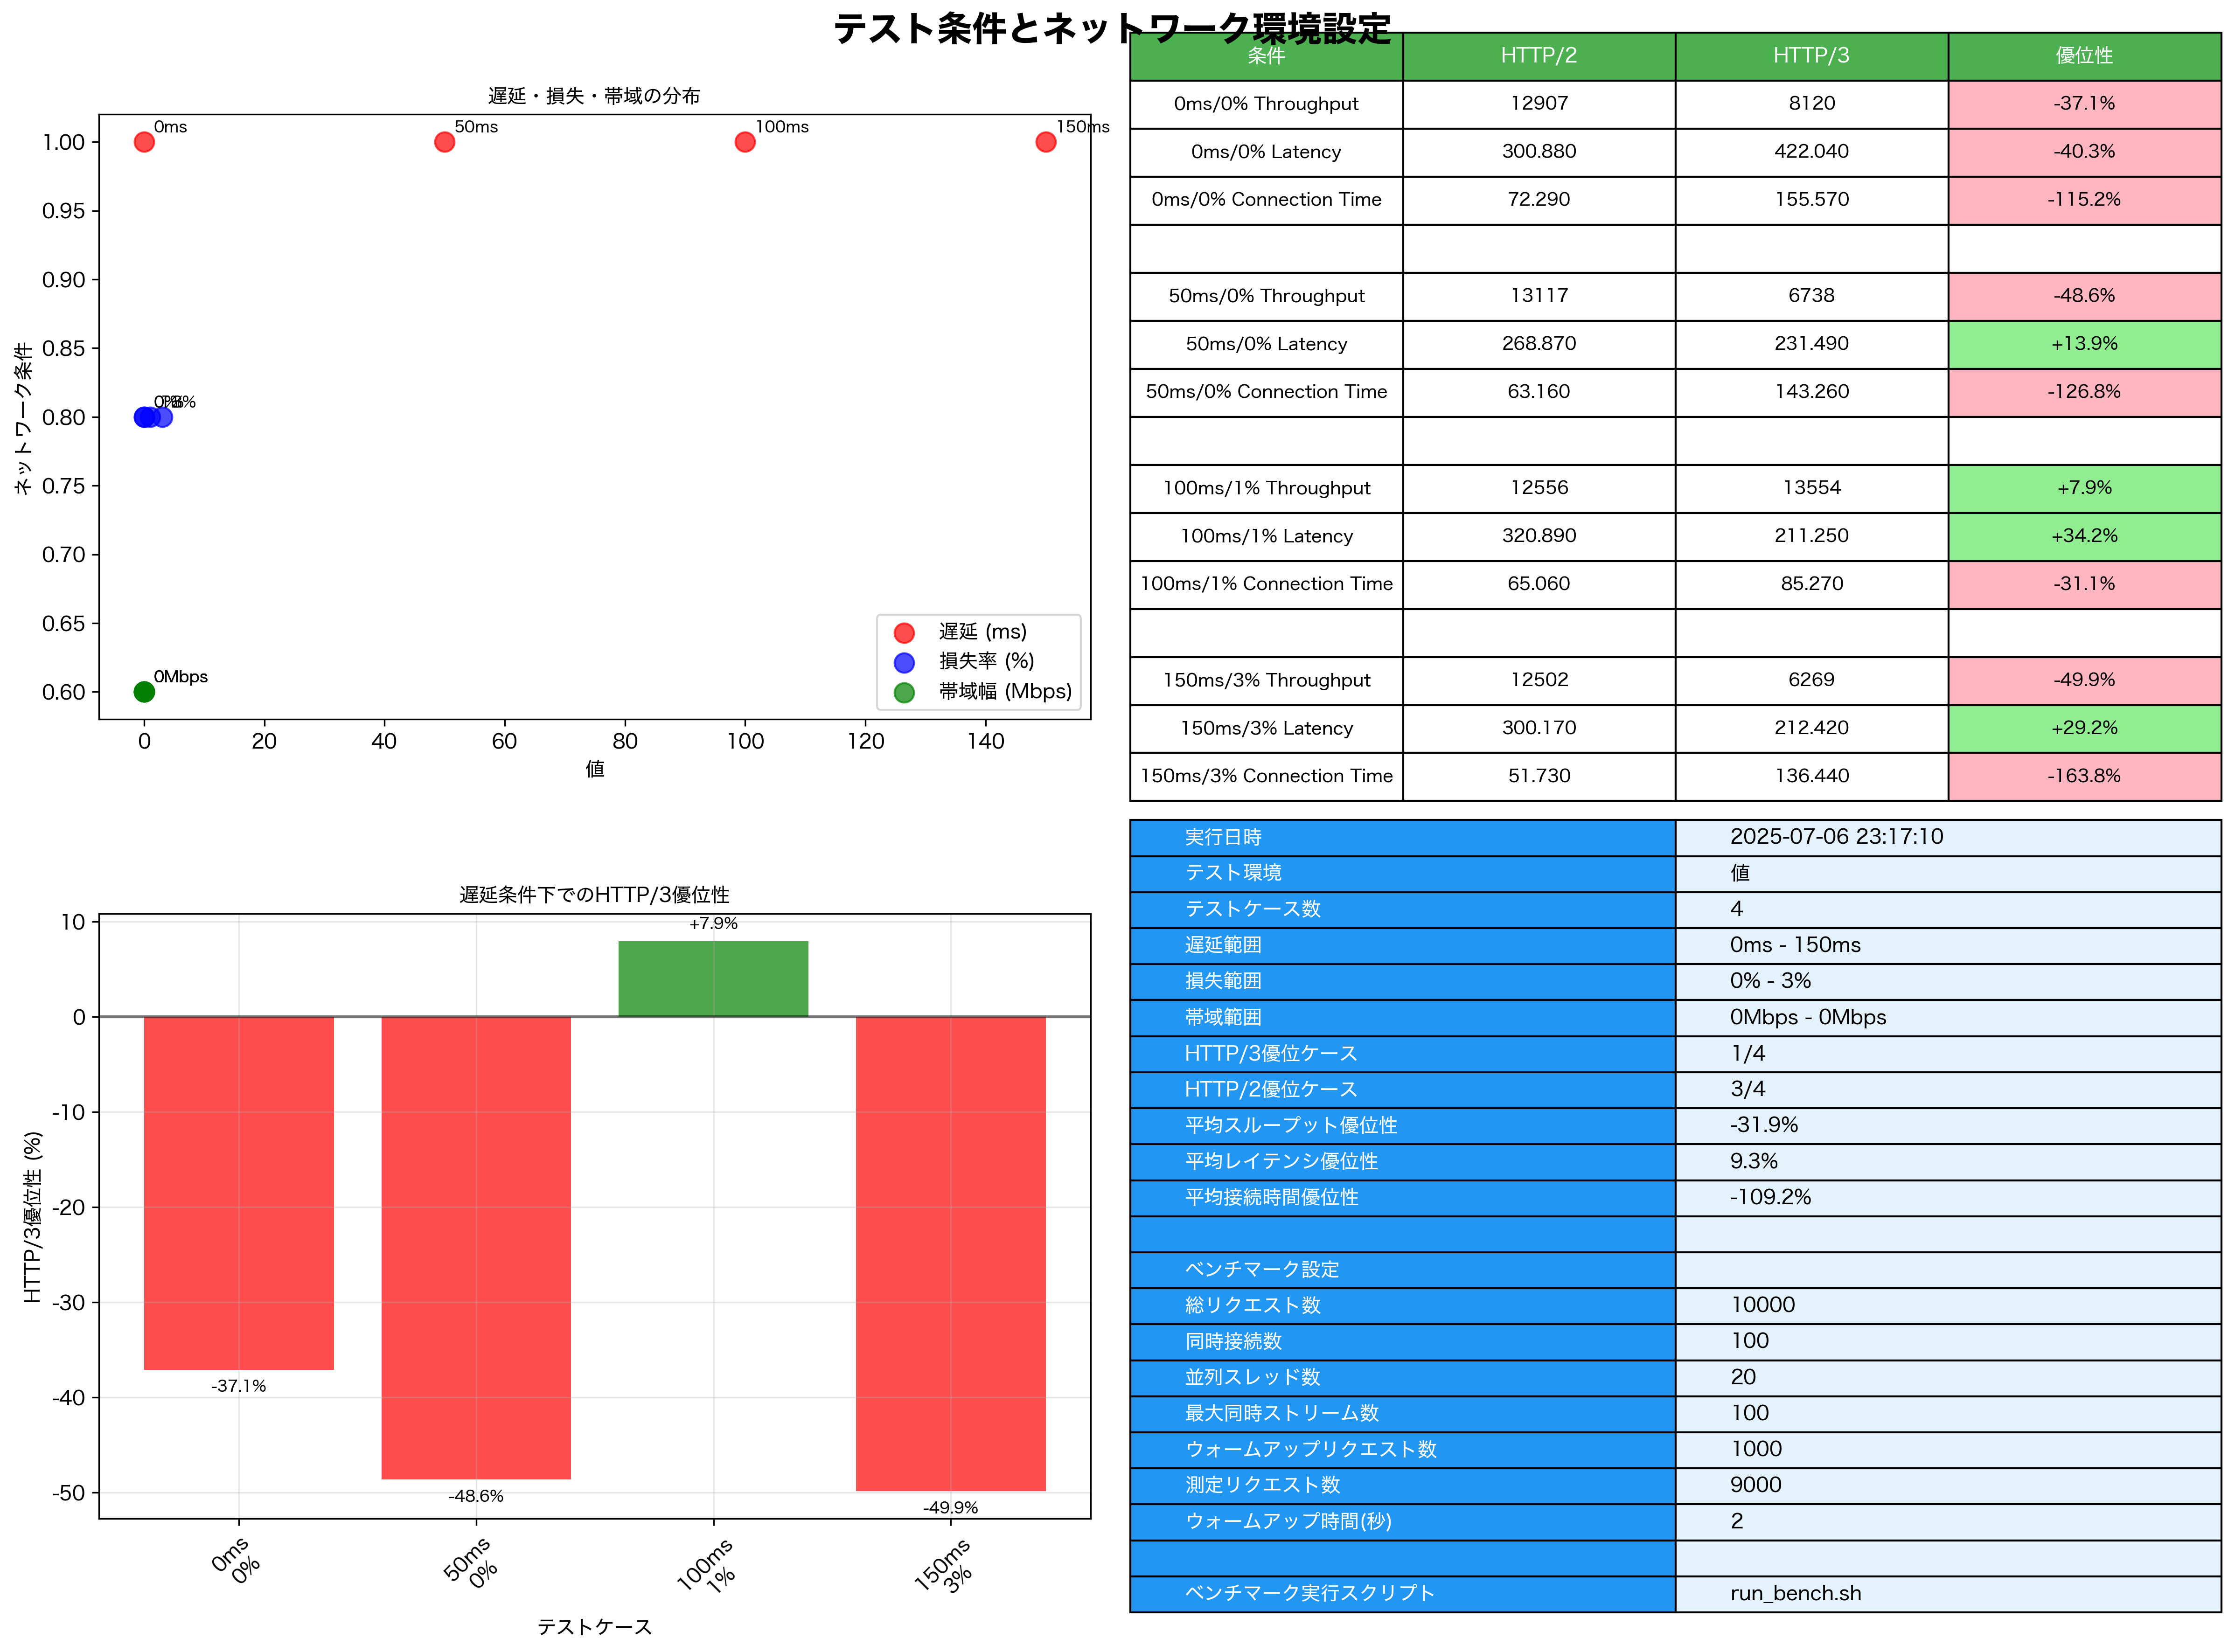 テスト条件とネットワーク環境設定
遅延・損失・帯域の分布
ネットワーク条件
1.00
0.95
0.90
0.85
0.80
0.75
0.70
0.65
0.60
0ms
50ms
100ms
150ms
0Mbps
遅延 (ms)
損失率 (%)
帯域幅 (Mbps)
0 20 40 60 80 100 120 140
値
条件 HTTP/2 HTTP/3 優位性
0ms/0% Throughput 12907 8120 -37.1%
0ms/0% Latency 300.880 422.040 -40.3%
0ms/0% Connection Time 72.290 155.570 -115.2%
50ms/0% Throughput 13117 6738 -48.6%
50ms/0% Latency 268.870 231.490 +13.9%
50ms/0% Connection Time 63.160 143.260 -126.8%
100ms/1% Throughput 12556 13554 +7.9%
100ms/1% Latency 320.890 211.250 +34.2%
100ms/1% Connection Time 65.060 85.270 -31.1%
150ms/3% Throughput 12502 6269 -49.9%
150ms/3% Latency 300.170 212.420 +29.2%
150ms/3% Connection Time 51.730 136.440 -163.8%
遅延条件下でのHTTP/3優位性
HTTP/3優位性 (%)
10
0
-10
-20
-30
-40
-50
-37.1%
-48.6%
+7.9%
-49.9%
0ms
0%
50ms
0%
100ms
1%
150ms
3%
テストケース
実行日時 2025-07-06 23:17:10
テスト環境 値
テストケース数 4
遅延範囲 0ms - 150ms
損失範囲 0% - 3%
帯域範囲 0Mbps - 0Mbps
HTTP/3優位ケース 1/4
HTTP/2優位ケース 3/4
平均スループット優位性 -31.9%
平均レイテンシ優位性 9.3%
平均接続時間優位性 -109.2%
ベンチマーク設定
総リクエスト数 10000
同時接続数 100
並列スレッド数 20
最大同時ストリーム数 100
ウォームアップリクエスト数 1000
測定リクエスト数 9000
ウォームアップ時間(秒) 2
ベンチマーク実行スクリプト run_bench.sh